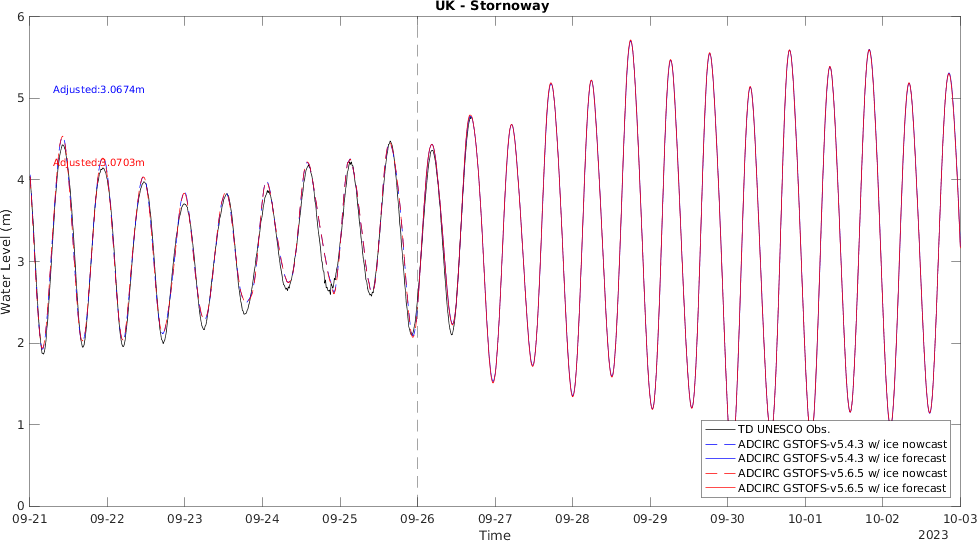 UK - Stornoway
6
5
4
3
2
1
0
Water Level (m)
Adjusted:3.0674m
Adjusted:3.0703m
TD UNESCO Obs.
ADCIRC GSTOFS-v5.4.3 w/ ice nowcast
ADCIRC GSTOFS-v5.4.3 w/ ice forecast
ADCIRC GSTOFS-v5.6.5 w/ ice nowcast
ADCIRC GSTOFS-v5.6.5 w/ ice forecast
09-21 09-22 09-23 09-24 09-25 09-26 09-27 09-28 09-29 09-30 10-01 10-02 10-03
Time
2023